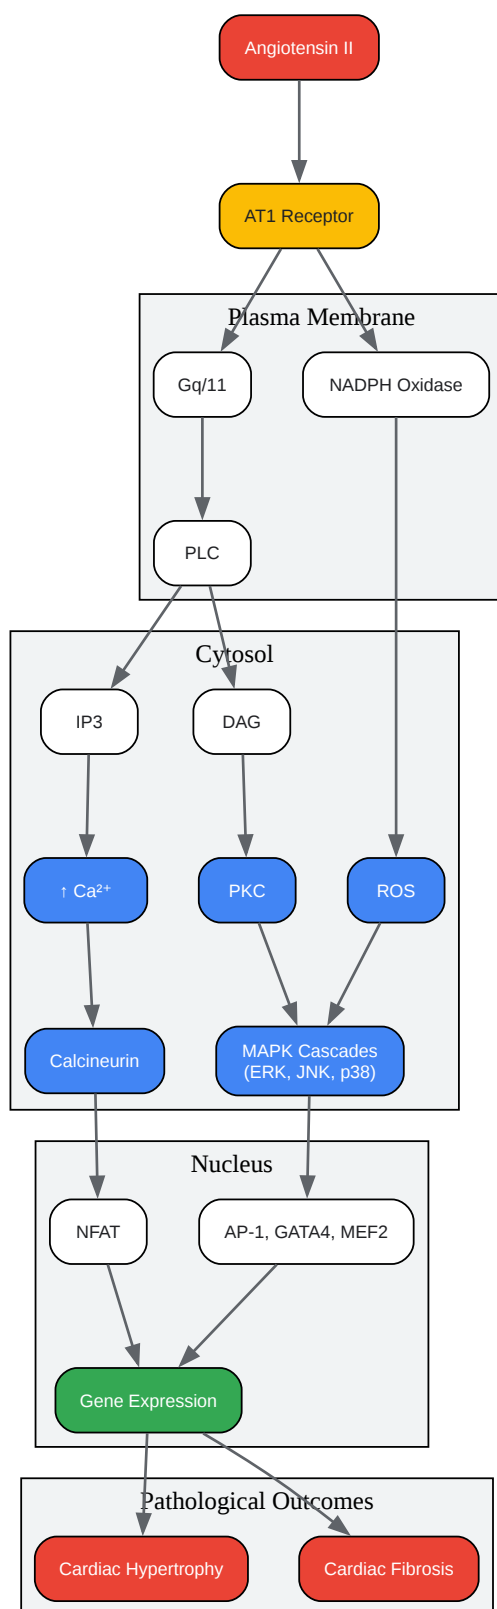 Angiotensin II
AT1 Receptor
Plasma Membrane
Gq/11
NADPH Oxidase
PLC
Cytosol
IP3
DAG
↑ Ca²⁺
PKC
ROS
Calcineurin
MAPK Cascades
(ERK, JNK, p38)
Nucleus
NFAT
AP-1, GATA4, MEF2
Gene Expression
Pathological Outcomes
Cardiac Hypertrophy
Cardiac Fibrosis